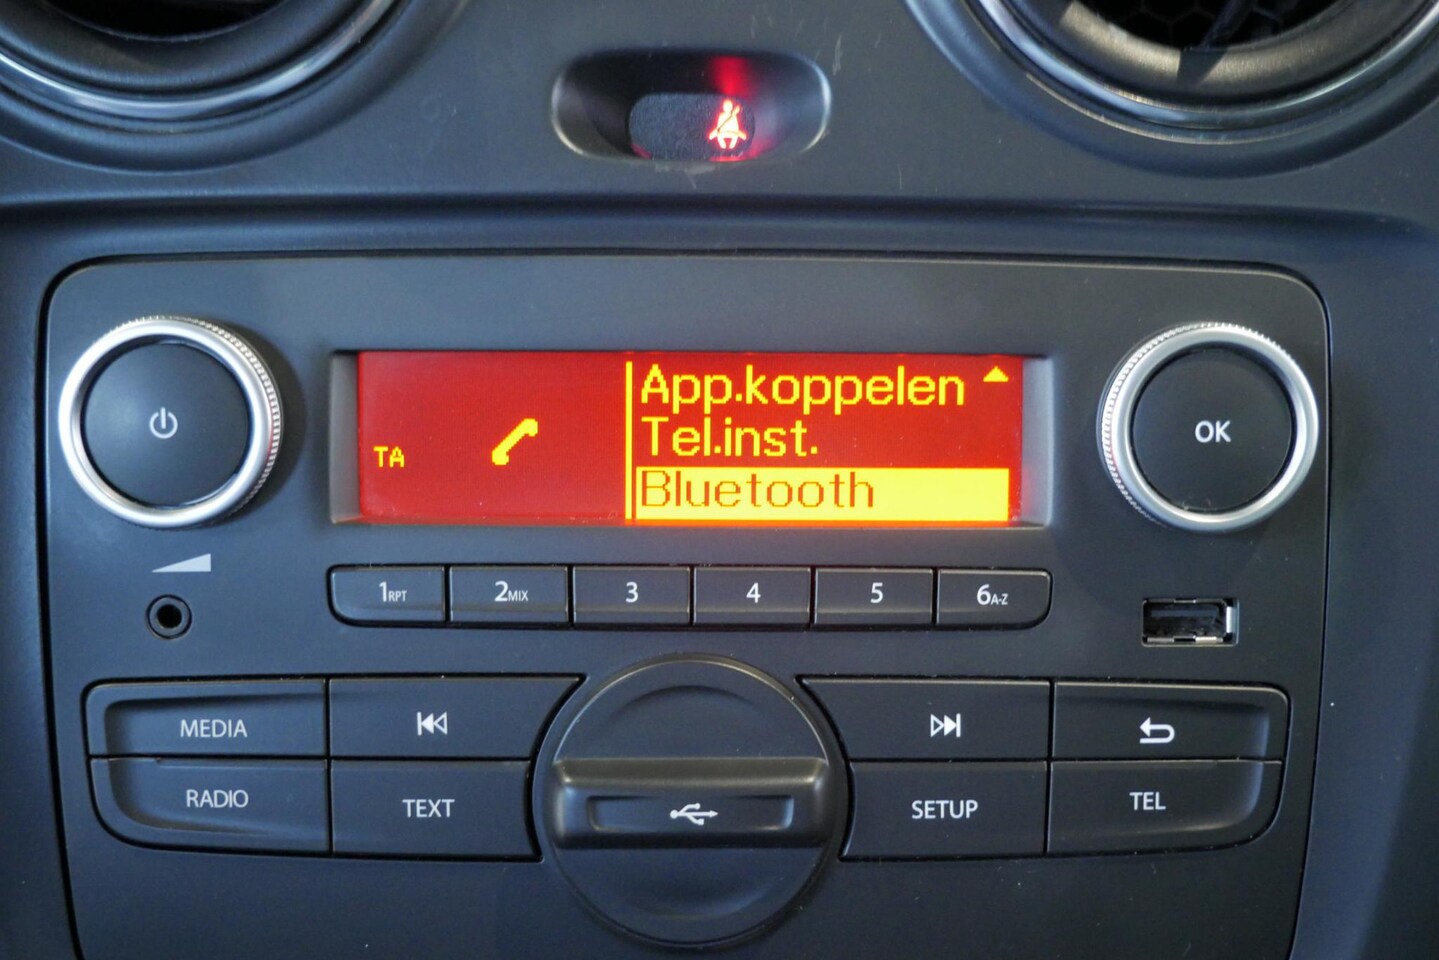 App.koppelen
Tel.inst.
Bluetooth
TA
OK
1RPT
2MIX
3
4
5
6A-Z
MEDIA
RADIO
TEXT
SETUP
TEL